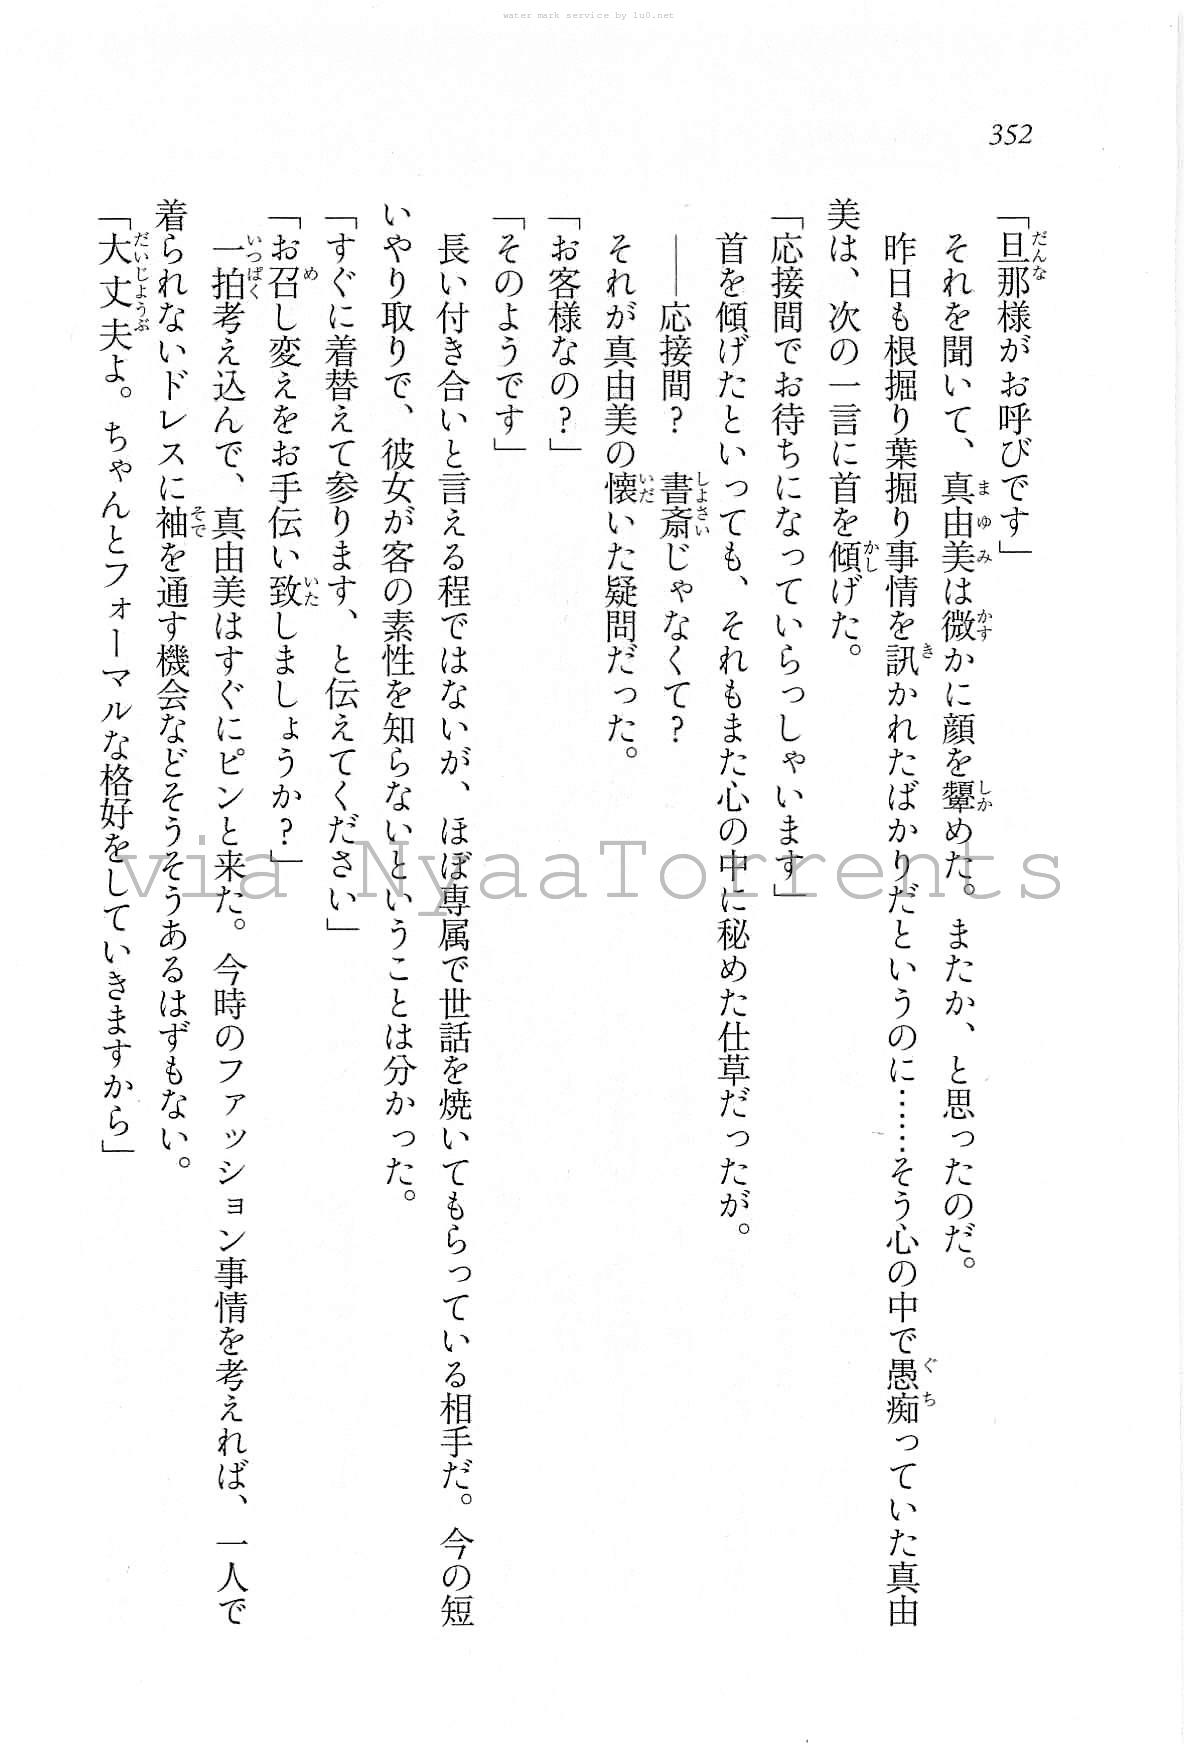 water mark service by lu0.net
352
「旦那様がお呼びです」
それを聞いて、真由美は微かに顔を顰めた。またか、と思ったのだ。
昨日も根掘り葉掘り事情を訊かれたばかりだというのに……そう心の中で愚痴っていた真由
美は、次の一言に首を傾げた。
「応接間でお待ちになっていらっしゃいます」
首を傾げたといっても、それもまた心の中に秘めた仕草だったが。
――応接間？　書斎じゃなくて？
それが真由美の懐いた疑問だった。
「お客様なの？」
「そのようです」
長い付き合いと言える程ではないが、ほぼ専属で世話を焼いてもらっている相手だ。今の短
いやり取りで、彼女が客の素性を知らないということは分かった。
「すぐに着替えて参ります、と伝えてください」
「お召し変えをお手伝い致しましょうか？」
一拍考え込んで、真由美はすぐにピンと来た。今時のファッション事情を考えれば、一人で
着られないドレスに袖を通す機会などそうそうあるはずもない。
「大丈夫よ。ちゃんとフォーマルな格好をしていきますから」
via NyaaTorrents